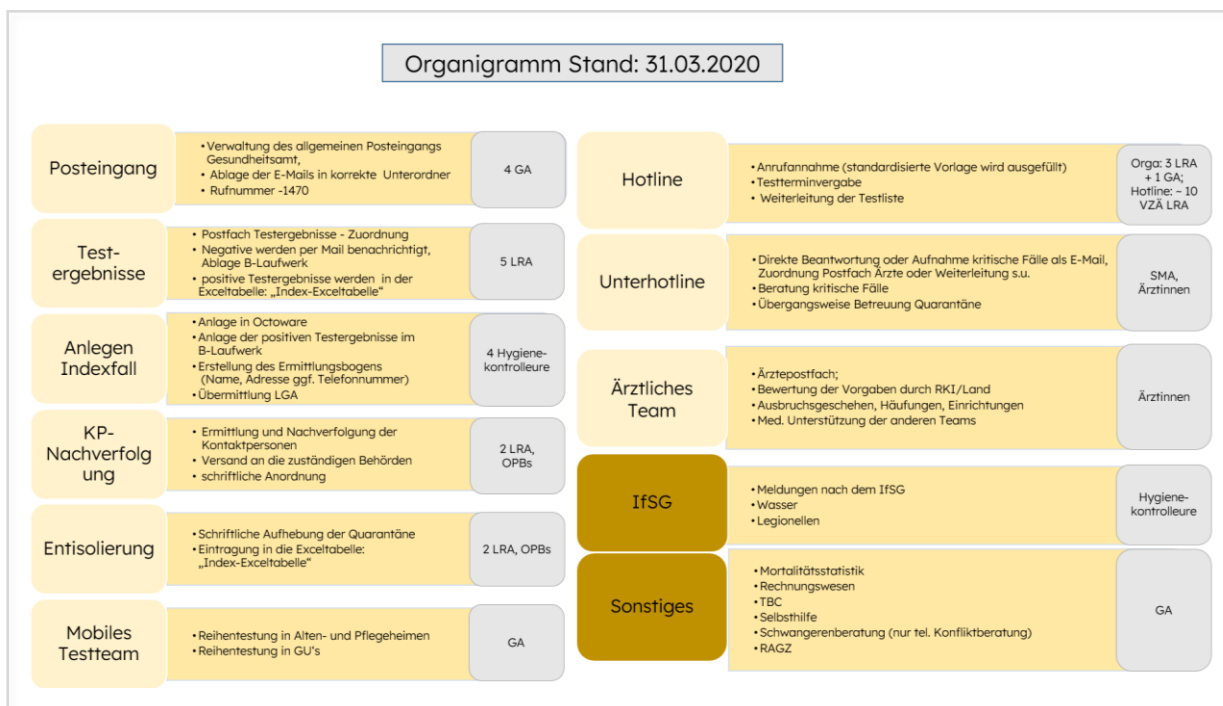 Organigramm Stand: 31.03.2020
Posteingang
• Verwaltung des allgemeinen Posteingangs
Gesundheitsamt,
• Ablage der E-Mails in korrekte Unterordner
• Rufnummer -1470
4 GA
Test-
ergebnisse
• Postfach Testergebnisse - Zuordnung
• Negative werden per Mail benachrichtigt,
Ablage B-Laufwerk
• positive Testergebnisse werden in der
Exceltabelle: „Index-Exceltabelle“
5 LRA
Anlegen
Indexfall
• Anlage in Octoware
• Anlage der positiven Testergebnisse im
B-Laufwerk
• Erstellung des Ermittlungsbogens
(Name, Adresse ggf. Telefonnummer)
• Übermittlung LGA
4 Hygiene-
kontrolleure
KP-
Nachverfolg
ung
• Ermittlung und Nachverfolgung der
Kontaktpersonen
• Versand an die zuständigen Behörden
• schriftliche Anordnung
2 LRA,
OPBs
Entisolierung
• Schriftliche Aufhebung der Quarantäne
• Eintragung in die Exceltabelle:
„Index-Exceltabelle“
2 LRA, OPBs
Mobiles
Testteam
• Reihentestung in Alten- und Pflegeheimen
• Reihentestung in GU's
GA
Hotline
• Anrufannahme (standardisierte Vorlage wird ausgefüllt)
• Testterminvergabe
• Weiterleitung der Testliste
Orga: 3 LRA
+ 1 GA;
Hotline: ~ 10
VZÄ LRA
Unterhotline
• Direkte Beantwortung oder Aufnahme kritische Fälle als E-Mail,
Zuordnung Postfach Ärzte oder Weiterleitung s.u.
• Beratung kritische Fälle
• Übergangsweise Betreuung Quarantäne
SMA,
Ärztinnen
Ärztliches
Team
• Ärztepostfach;
• Bewertung der Vorgaben durch RKI/Land
• Ausbruchsgeschehen, Häufungen, Einrichtungen
• Med. Unterstützung der anderen Teams
Ärztinnen
IfSG
• Meldungen nach dem IfSG
• Wasser
• Legionellen
Hygiene-
kontrolleure
Sonstiges
• Mortalitätsstatistik
• Rechnungswesen
• TBC
• Selbsthilfe
• Schwangerenberatung (nur tel. Konfliktberatung)
• RAGZ
GA